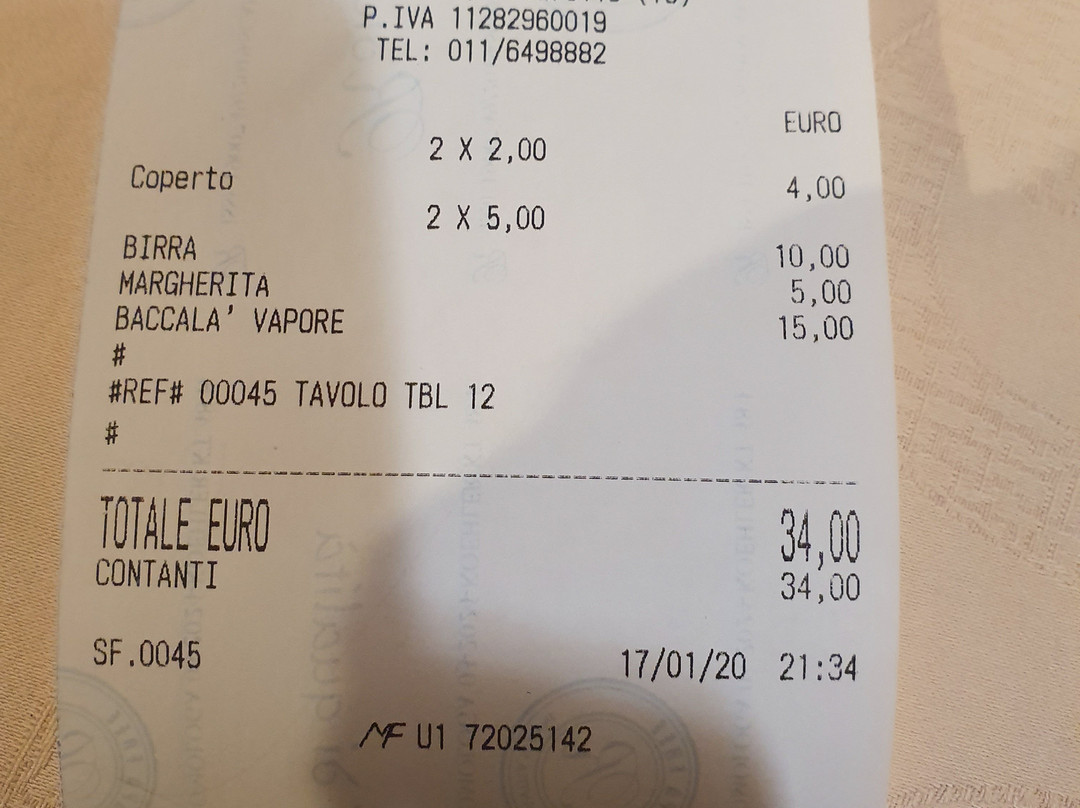 P.IVA 11282960019
TEL: 011/6498882
EURO
2 X 2,00
Coperto 4,00
2 X 5,00
BIRRA 10,00
MARGHERITA 5,00
BACCALA' VAPORE 15,00
#
#REF# 00045 TAVOLO TBL 12
#
TOTALE EURO 34,00
CONTANTI 34,00
SF.0045 17/01/20 21:34
MF U1 72025142